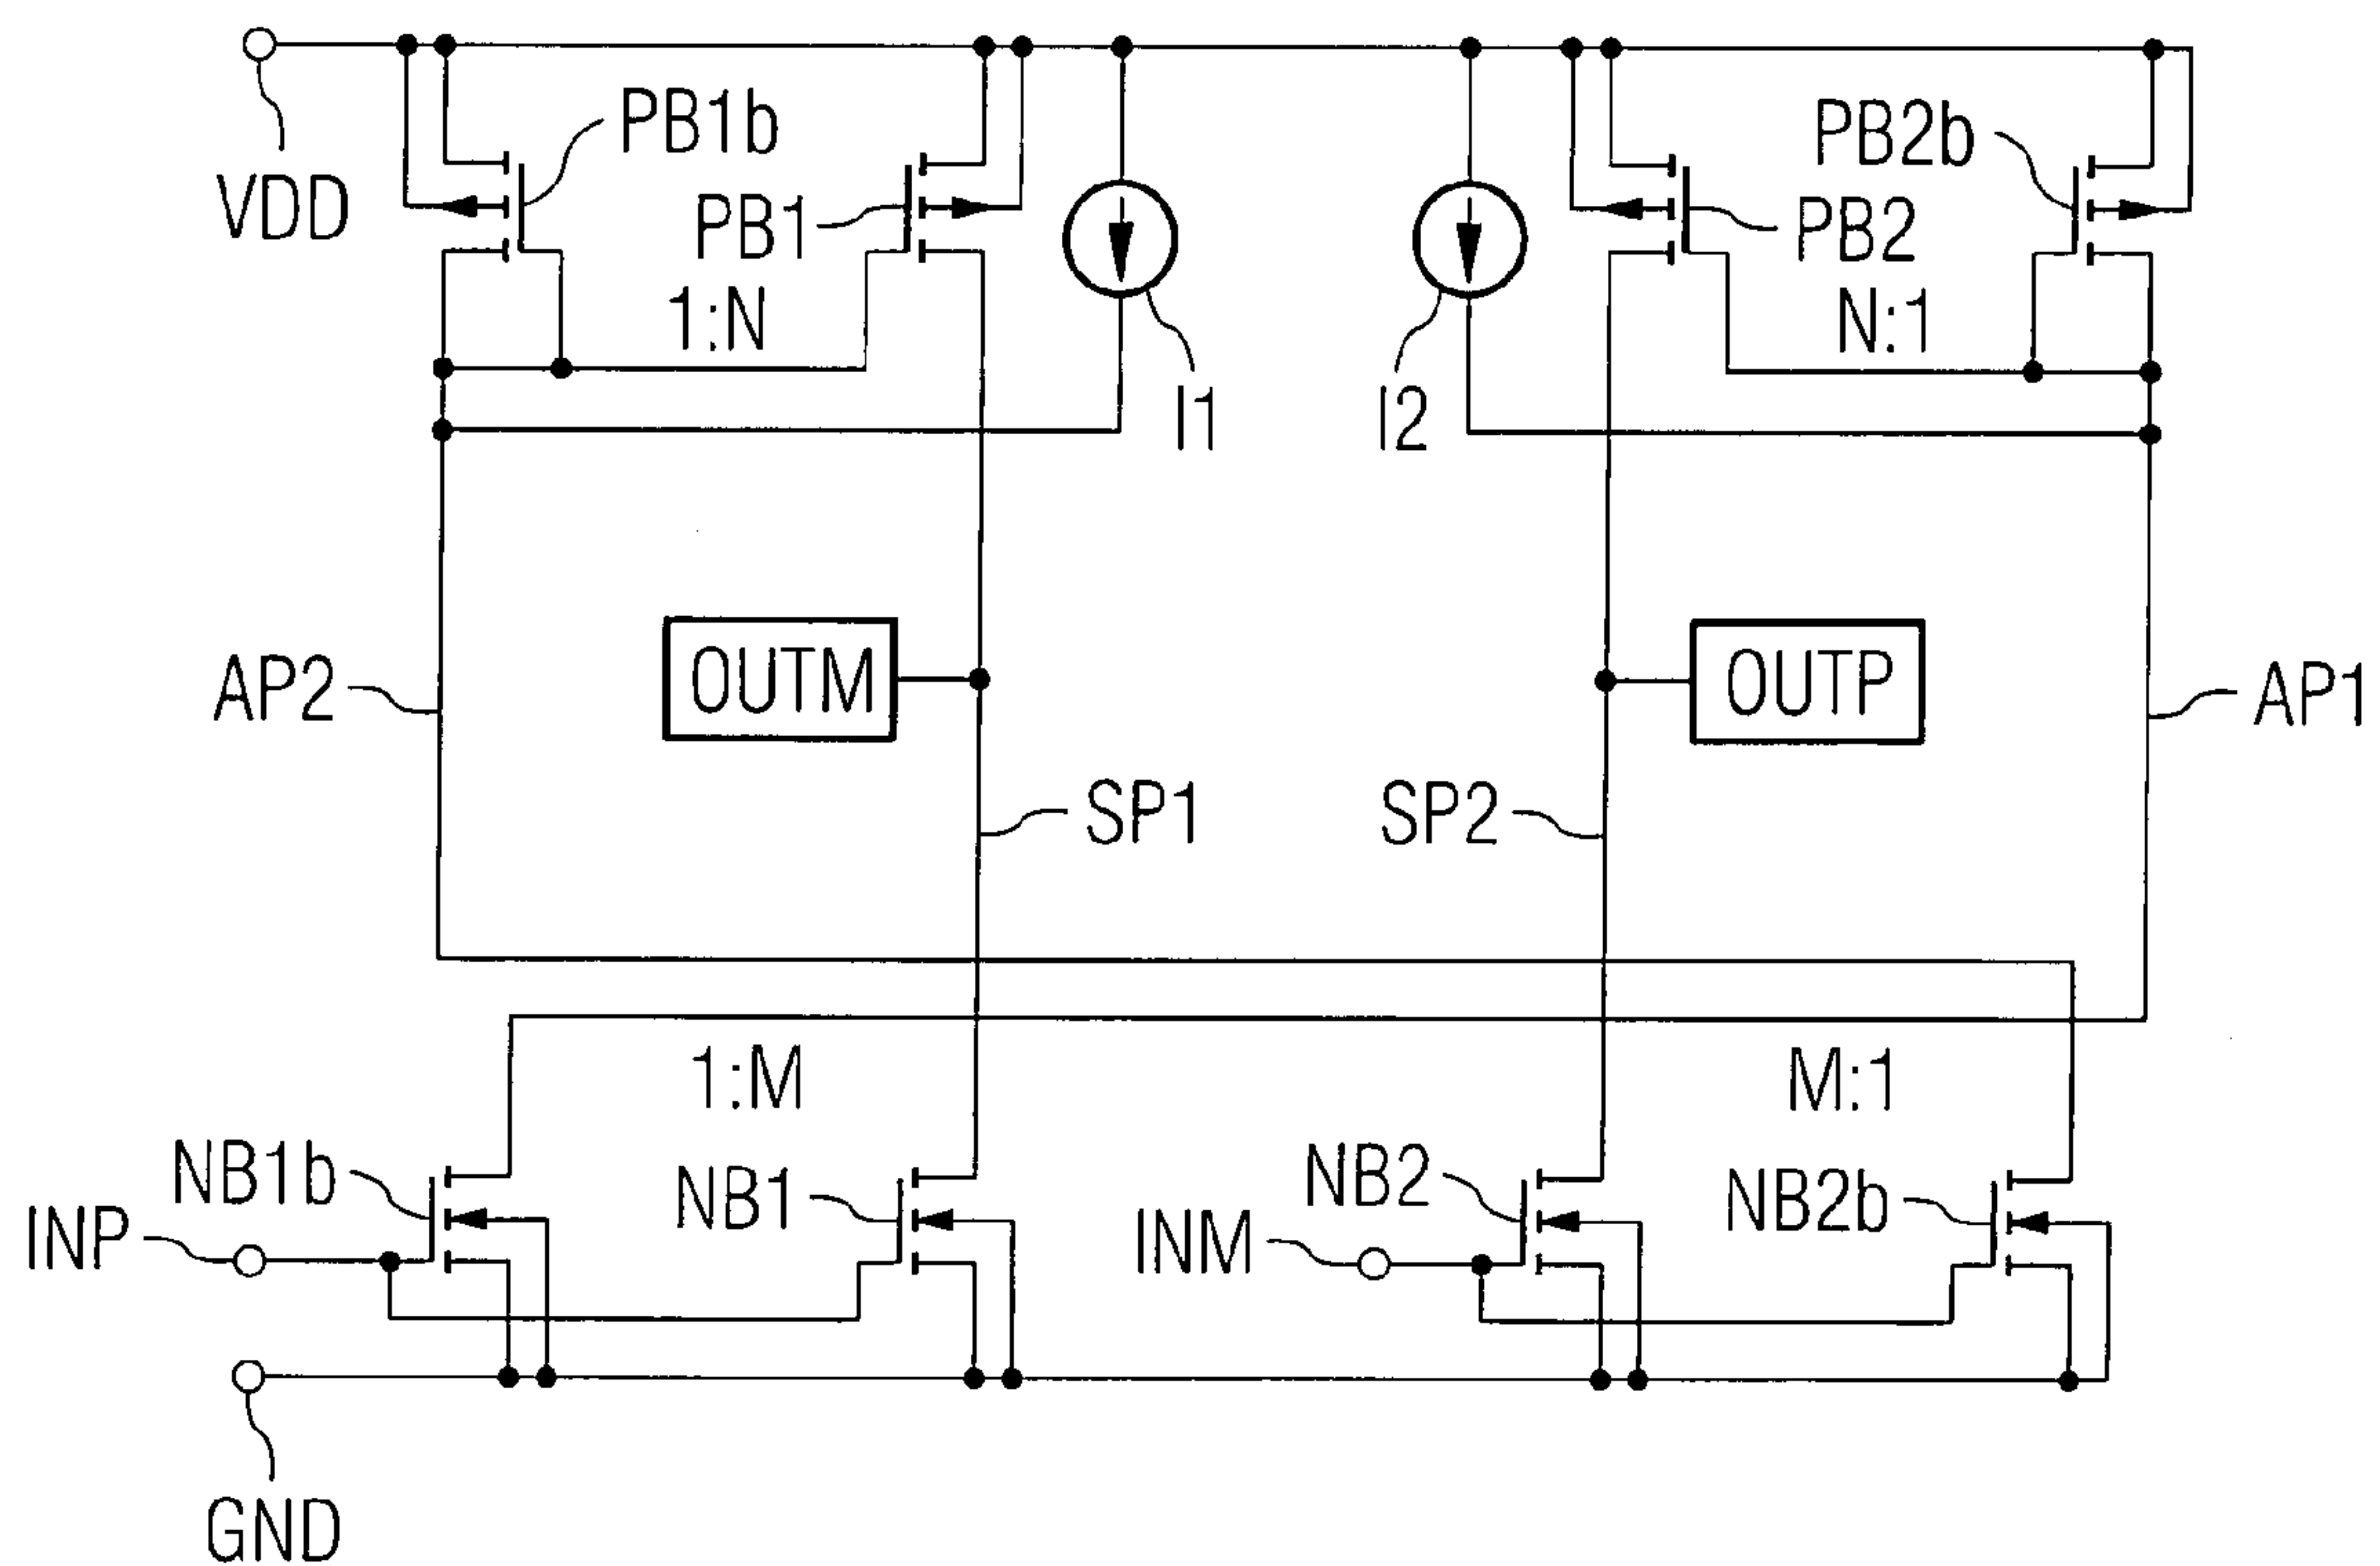 VDD
PB1b
PB1
1:N
I1
I2
PB2
N:1
PB2b
AP2
OUTM
SP1
SP2
OUTP
AP1
1:M
M:1
NB1b
INP
NB1
INM
NB2
NB2b
GND